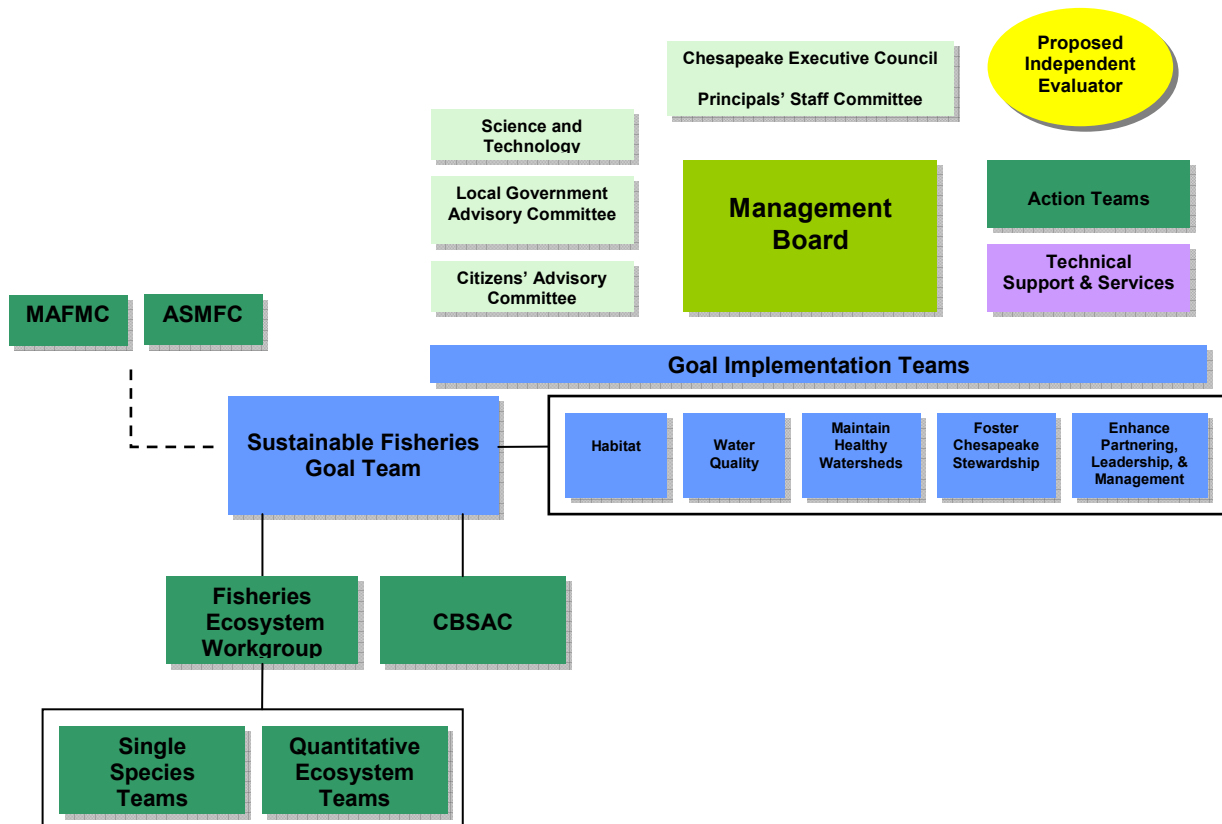 Chesapeake Executive Council
Principals' Staff Committee
Proposed
Independent
Evaluator
Science and
Technology
Local Government
Advisory Committee
Citizens' Advisory
Committee
Management
Board
Action Teams
Technical
Support & Services
MAFMC
ASMFC
Goal Implementation Teams
Sustainable Fisheries
Goal Team
Habitat
Water
Quality
Maintain
Healthy
Watersheds
Foster
Chesapeake
Stewardship
Enhance
Partnering,
Leadership, &
Management
Fisheries
Ecosystem
Workgroup
CBSAC
Single
Species
Teams
Quantitative
Ecosystem
Teams